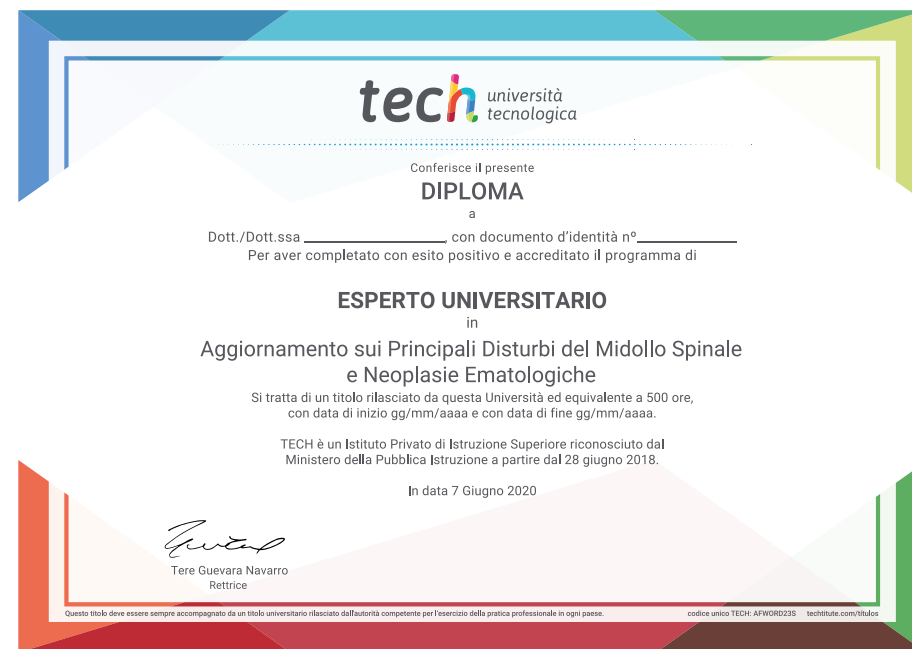 tech università
tecnologica
Conferisce il presente
DIPLOMA
a
Dott./Dott.ssa ______________, con documento d'identità nº__________
Per aver completato con esito positivo e accreditato il programma di
ESPERTO UNIVERSITARIO
in
Aggiornamento sui Principali Disturbi del Midollo Spinale
e Neoplasie Ematologiche
Si tratta di un titolo rilasciato da questa Università ed equivalente a 500 ore,
con data di inizio gg/mm/aaaa e con data di fine gg/mm/aaaa.
TECH è un Istituto Privato di Istruzione Superiore riconosciuto dal
Ministero della Pubblica Istruzione a partire dal 28 giugno 2018.
In data 7 Giugno 2020
Tere Guevara Navarro
Rettrice
Questo titolo deve essere sempre accompagnato da un titolo universitario rilasciato dall'autorità competente per l'esercizio della pratica professionale in ogni paese. codice unico TECH: AFWORD23S techtitute.com/titulos